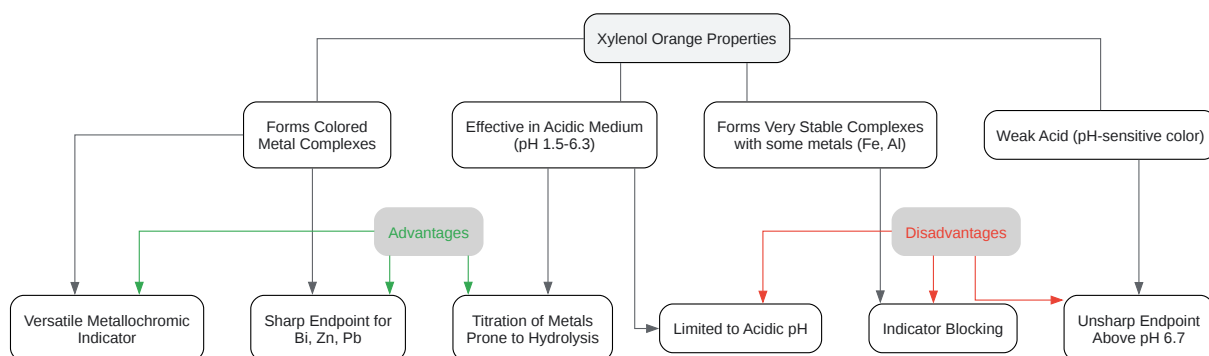 Xylenol Orange Properties
Forms Colored
Metal Complexes
Effective in Acidic Medium
(pH 1.5-6.3)
Forms Very Stable Complexes
with some metals (Fe, Al)
Weak Acid (pH-sensitive color)
Advantages
Disadvantages
Versatile Metallochromic
Indicator
Sharp Endpoint for
Bi, Zn, Pb
Titration of Metals
Prone to Hydrolysis
Limited to Acidic pH
Indicator Blocking
Unsharp Endpoint
Above pH 6.7